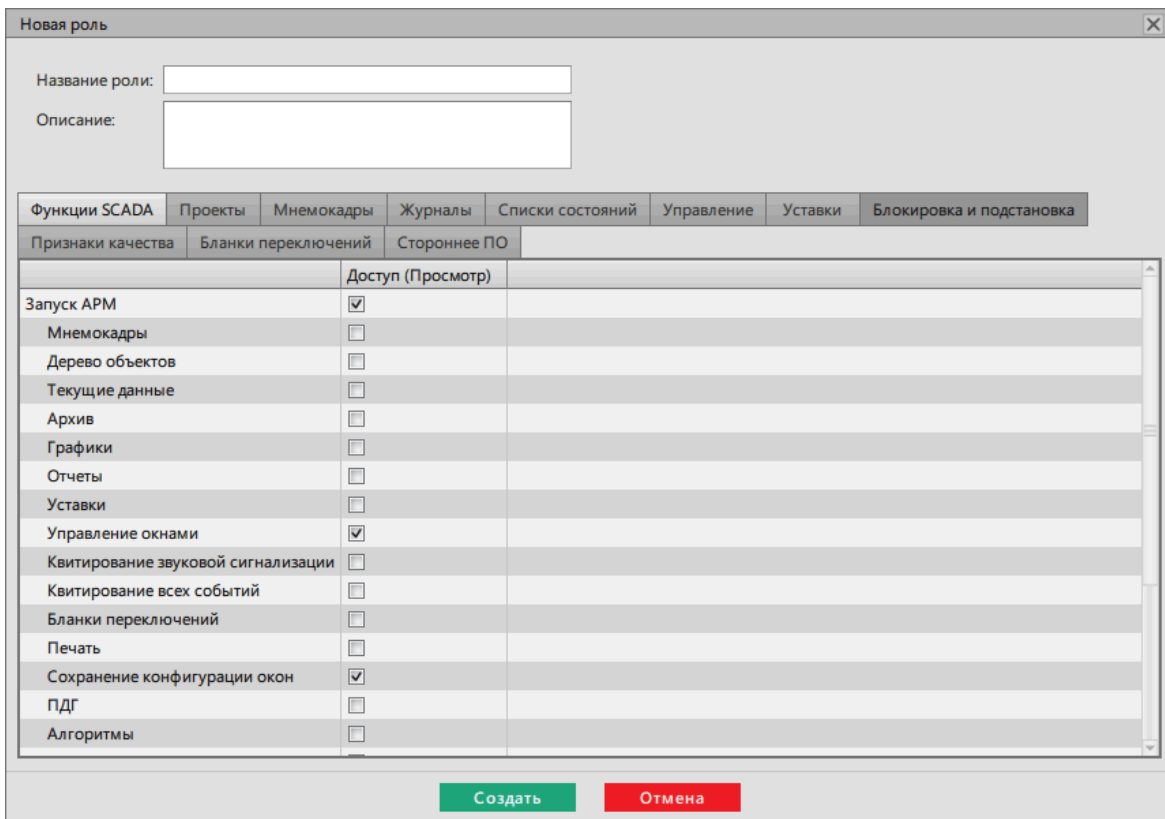 Новая роль
Название роли:
Описание:
Функции SCADA Проекты Мнемокадры Журналы Списки состояний Управление Уставки Блокировка и подстановка
Признаки качества Бланки переключений Стороннее ПО
Доступ (Просмотр)
Запуск АРМ
Мнемокадры
Дерево объектов
Текущие данные
Архив
Графики
Отчеты
Уставки
Управление окнами
Квитирование звуковой сигнализации
Квитирование всех событий
Бланки переключений
Печать
Сохранение конфигурации окон
ПДГ
Алгоритмы
Создать Отмена